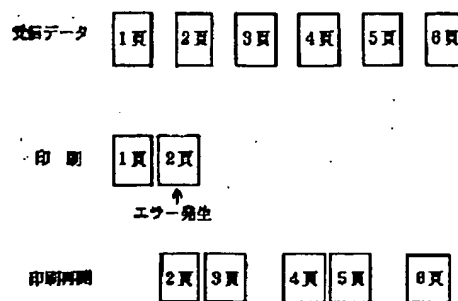 受信データ 1頁 2頁 3頁 4頁 5頁 6頁
印刷 1頁 2頁
エラー発生
印刷再開 2頁 3頁 4頁 5頁 6頁